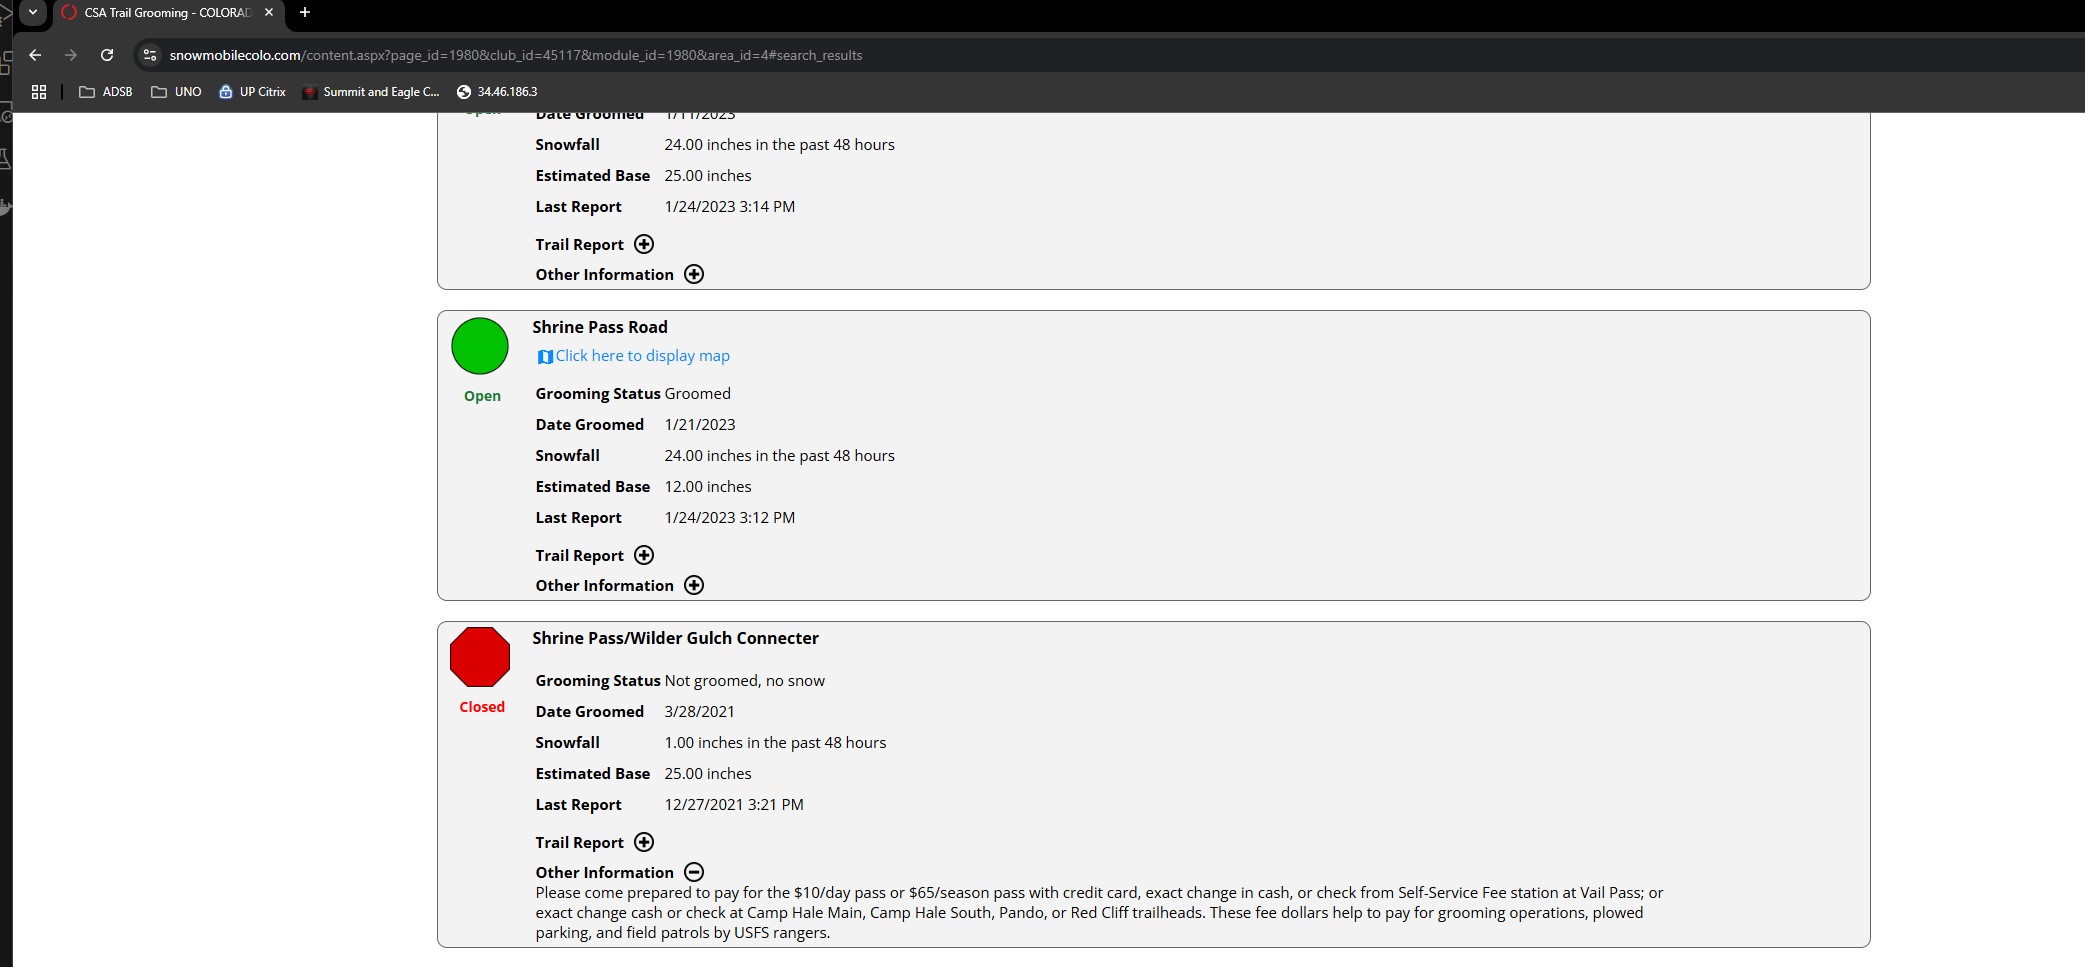 CSA Trail Grooming - COLORAD
snowmobilecolo.com/content.aspx?page_id=1980&club_id=45117&module_id=1980&area_id=4#search_results
ADSB
UNO
UP Citrix
Summit and Eagle C...
34.46.186.3
Open
Date Groomed 1/11/2023
Snowfall 24.00 inches in the past 48 hours
Estimated Base 25.00 inches
Last Report 1/24/2023 3:14 PM
Trail Report
Other Information
Shrine Pass Road
Click here to display map
Open
Grooming Status Groomed
Date Groomed 1/21/2023
Snowfall 24.00 inches in the past 48 hours
Estimated Base 12.00 inches
Last Report 1/24/2023 3:12 PM
Trail Report
Other Information
Shrine Pass/Wilder Gulch Connecter
Closed
Grooming Status Not groomed, no snow
Date Groomed 3/28/2021
Snowfall 1.00 inches in the past 48 hours
Estimated Base 25.00 inches
Last Report 12/27/2021 3:21 PM
Trail Report
Other Information
Please come prepared to pay for the $10/day pass or $65/season pass with credit card, exact change in cash, or check from Self-Service Fee station at Vail Pass; or
exact change cash or check at Camp Hale Main, Camp Hale South, Pando, or Red Cliff trailheads. These fee dollars help to pay for grooming operations, plowed
parking, and field patrols by USFS rangers.